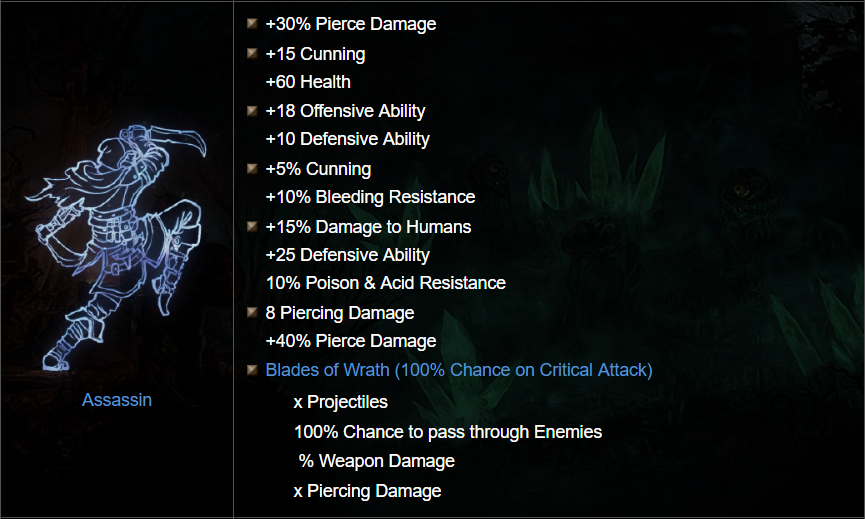 +30% Pierce Damage
+15 Cunning
+60 Health
+18 Offensive Ability
+10 Defensive Ability
+5% Cunning
+10% Bleeding Resistance
+15% Damage to Humans
+25 Defensive Ability
10% Poison & Acid Resistance
8 Piercing Damage
+40% Pierce Damage
Blades of Wrath (100% Chance on Critical Attack)
x Projectiles
100% Chance to pass through Enemies
% Weapon Damage
x Piercing Damage
Assassin